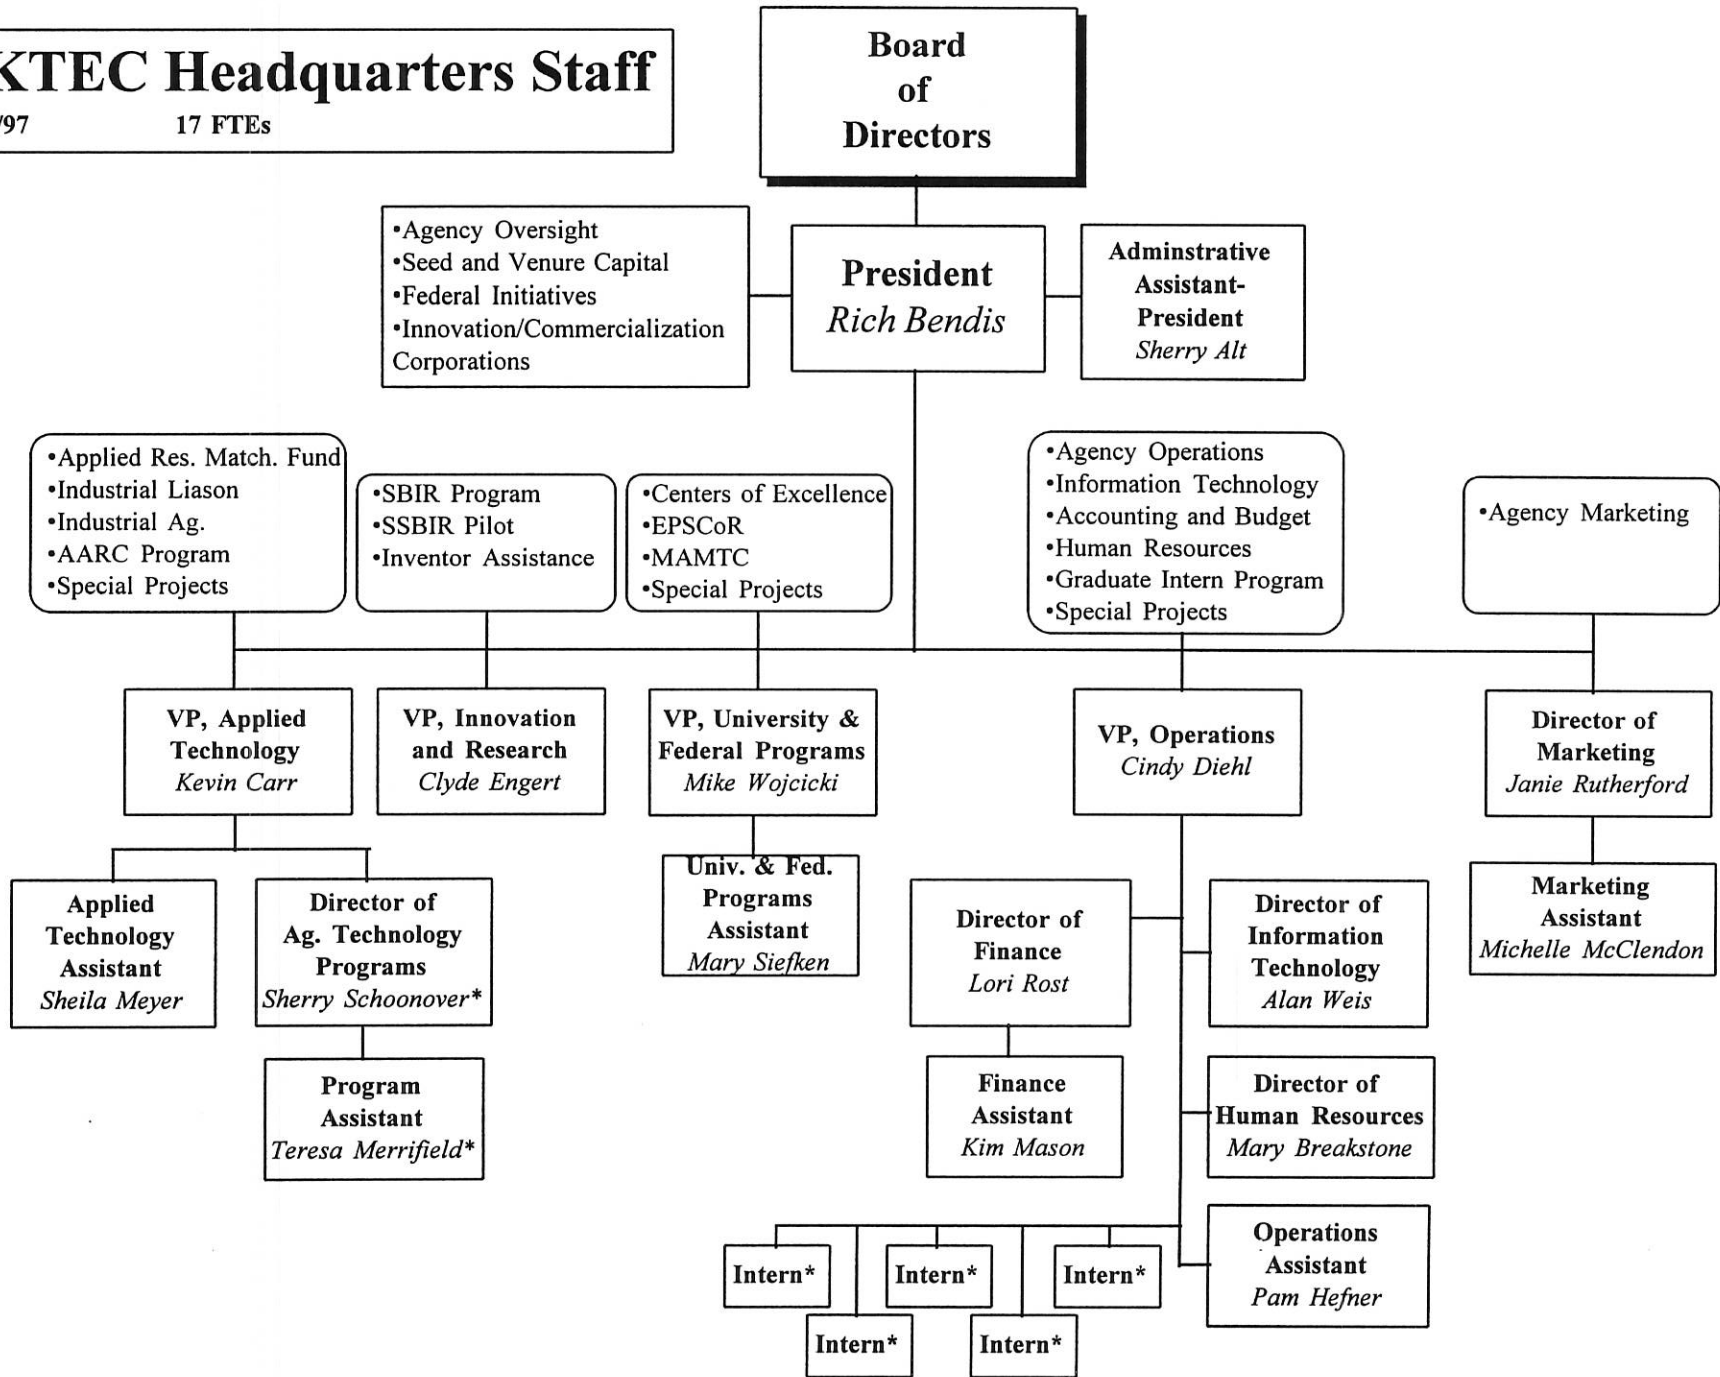 KTEC Headquarters Staff
/97 17 FTEs
Board
of
Directors
•Agency Oversight
•Seed and Venure Capital
•Federal Initiatives
•Innovation/Commercialization
Corporations
President
Rich Bendis
Adminstrative
Assistant-
President
Sherry Alt
•Applied Res. Match. Fund
•Industrial Liason
•Industrial Ag.
•AARC Program
•Special Projects
•SBIR Program
•SSBIR Pilot
•Inventor Assistance
•Centers of Excellence
•EPSCoR
•MAMTC
•Special Projects
•Agency Operations
•Information Technology
•Accounting and Budget
•Human Resources
•Graduate Intern Program
•Special Projects
•Agency Marketing
VP, Applied
Technology
Kevin Carr
VP, Innovation
and Research
Clyde Engert
VP, University &
Federal Programs
Mike Wojcicki
VP, Operations
Cindy Diehl
Director of
Marketing
Janie Rutherford
Applied
Technology
Assistant
Sheila Meyer
Director of
Ag. Technology
Programs
Sherry Schoonover*
Univ. & Fed.
Programs
Assistant
Mary Siefken
Director of
Finance
Lori Rost
Director of
Information
Technology
Alan Weis
Marketing
Assistant
Michelle McClendon
Program
Assistant
Teresa Merrifield*
Finance
Assistant
Kim Mason
Director of
Human Resources
Mary Breakstone
Operations
Assistant
Pam Hefner
Intern*
Intern*
Intern*
Intern*
Intern*